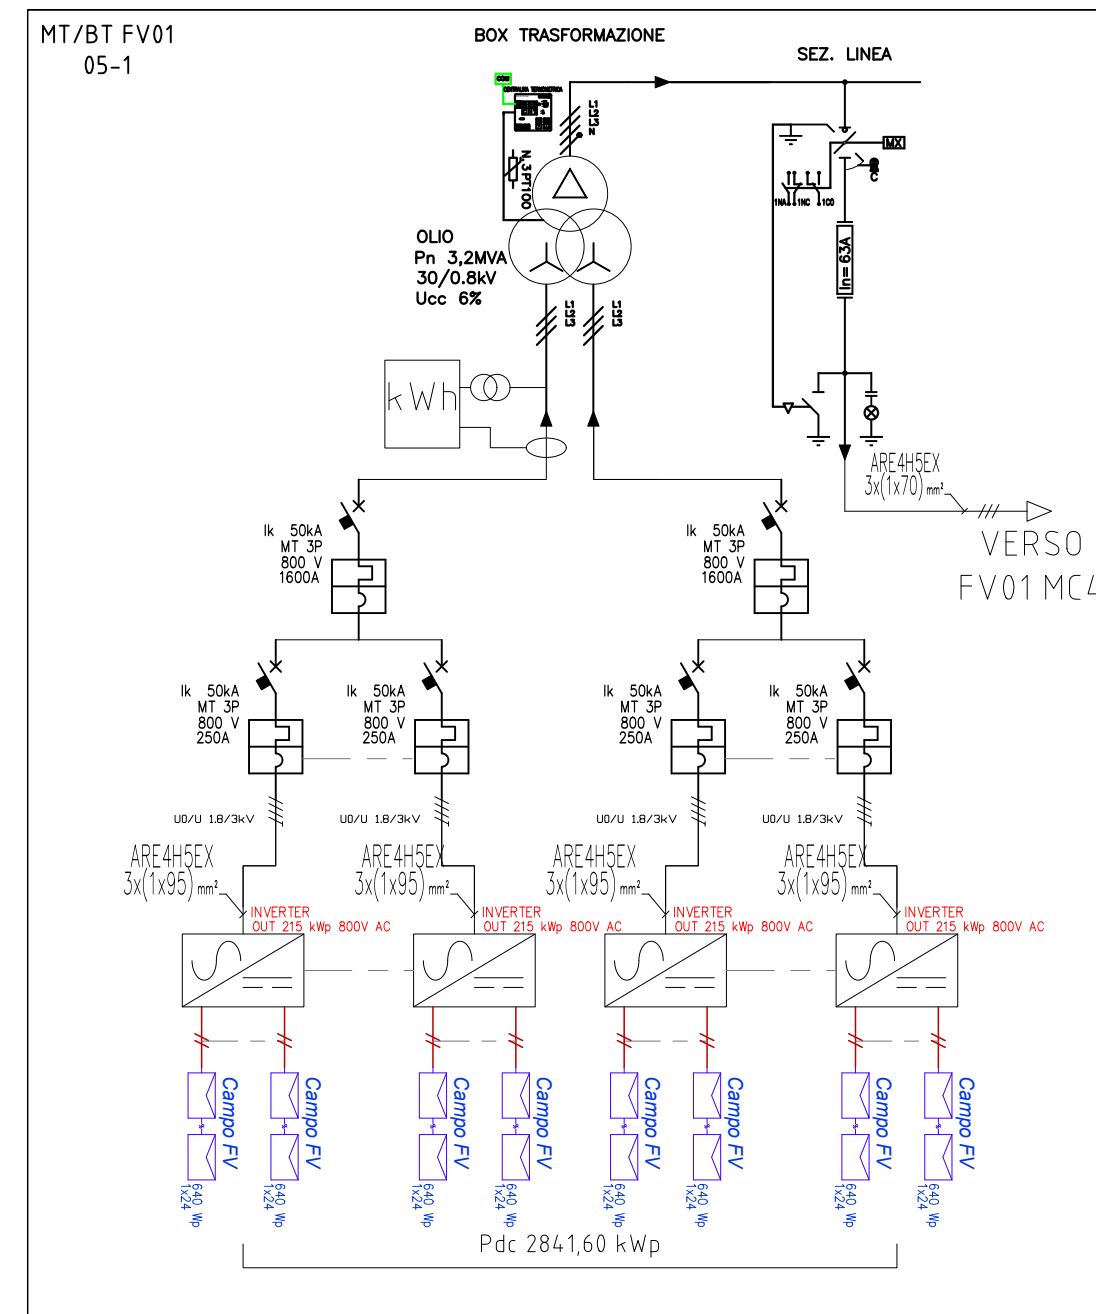 MT/BT FV01
05-1
BOX TRASFORMAZIONE
SEZ. LINEA
COM
CENTRALINA TERMOMETRICA
L1
L2
L3
N
N.3PT100
MX
C
1NA
1NC
1CO
OLIO
Pn 3,2MVA
30/0.8kV
Ucc 6%
In= 63A
L1
L2
L3
L1
L2
L3
kWh
ARE4H5EX
3x(1x70) mm²
VERSO
FV01 MC4
Ik 50kA
MT 3P
800 V
1600A
Ik 50kA
MT 3P
800 V
1600A
Ik 50kA
MT 3P
800 V
250A
Ik 50kA
MT 3P
800 V
250A
Ik 50kA
MT 3P
800 V
250A
Ik 50kA
MT 3P
800 V
250A
U0/U 1.8/3kV
U0/U 1.8/3kV
U0/U 1.8/3kV
U0/U 1.8/3kV
ARE4H5EX
3x(1x95) mm²
ARE4H5EX
3x(1x95) mm²
ARE4H5EX
3x(1x95) mm²
ARE4H5EX
3x(1x95) mm²
INVERTER
OUT 215 kWp 800V AC
INVERTER
OUT 215 kWp 800V AC
INVERTER
OUT 215 kWp 800V AC
INVERTER
OUT 215 kWp 800V AC
Campo FV
Campo FV
Campo FV
Campo FV
Campo FV
Campo FV
Campo FV
Campo FV
640 Wp
1x24
640 Wp
1x24
640 Wp
1x24
640 Wp
1x24
640 Wp
1x24
640 Wp
1x24
640 Wp
1x24
640 Wp
1x24
Pdc 2841,60 kWp